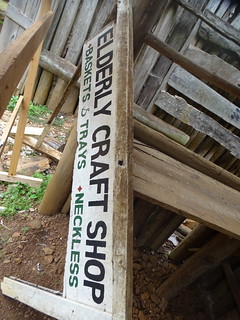 ELDERLY CRAFT SHOP
•BASKETS & TRAYS •NECKLESS